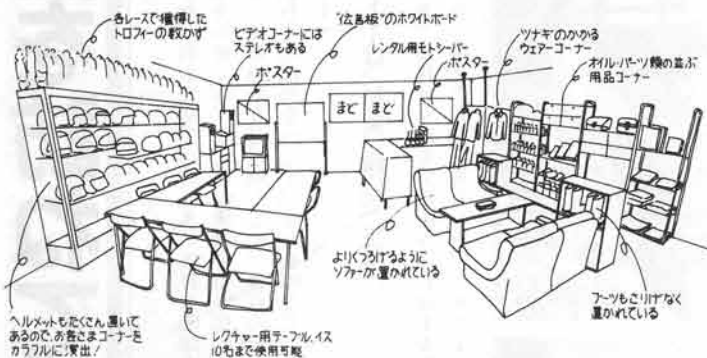 各レースで獲得した
トロフィーの数かず
ビデオコーナーには
ステレオもある
ポスター
"伝言板"のホワイトボード
レンタル用モトシーバー
ポスター
ツナギのかかる
ウェアーコーナー
オイル・パーツ類の並ぶ
用品コーナー
まど
まど
よりくつろげるように
ソファーが置かれている
ブーツもさりげなく
置かれている
ヘルメットもたくさん置いて
あるので、お客さまコーナーを
カラフルに演出!
レクチャー用テーブル、イス
10名まで使用可能